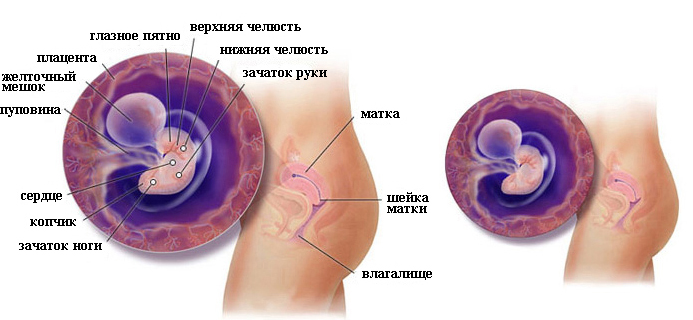 верхняя челюсть
глазное пятно
нижняя челюсть
плацента
зачаток руки
желточный
мешок
пуповина
матка
сердце
шейка
матки
копчик
зачаток ноги
влагалище